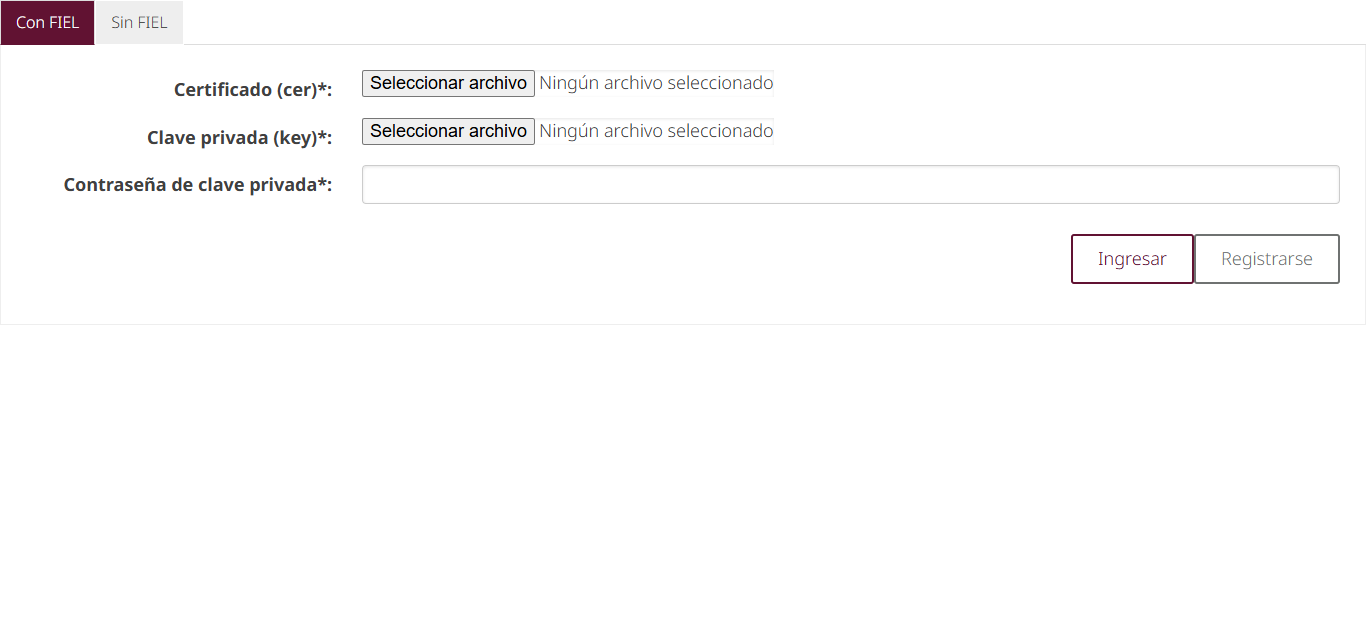 Con FIEL Sin FIEL
Certificado (cer)*: Seleccionar archivo Ningún archivo seleccionado
Clave privada (key)*: Seleccionar archivo Ningún archivo seleccionado
Contraseña de clave privada*:
Ingresar Registrarse